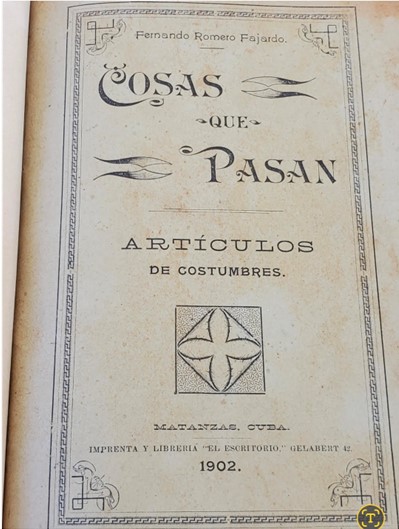 Fernando Romero Fajardo.
COSAS
QUE
PASAN
ARTÍCULOS
DE COSTUMBRES.
MATANZAS, CUBA.
IMPRENTA Y LIBRERIA "EL ESCRITORIO," GELABERT 42.
1902.
T